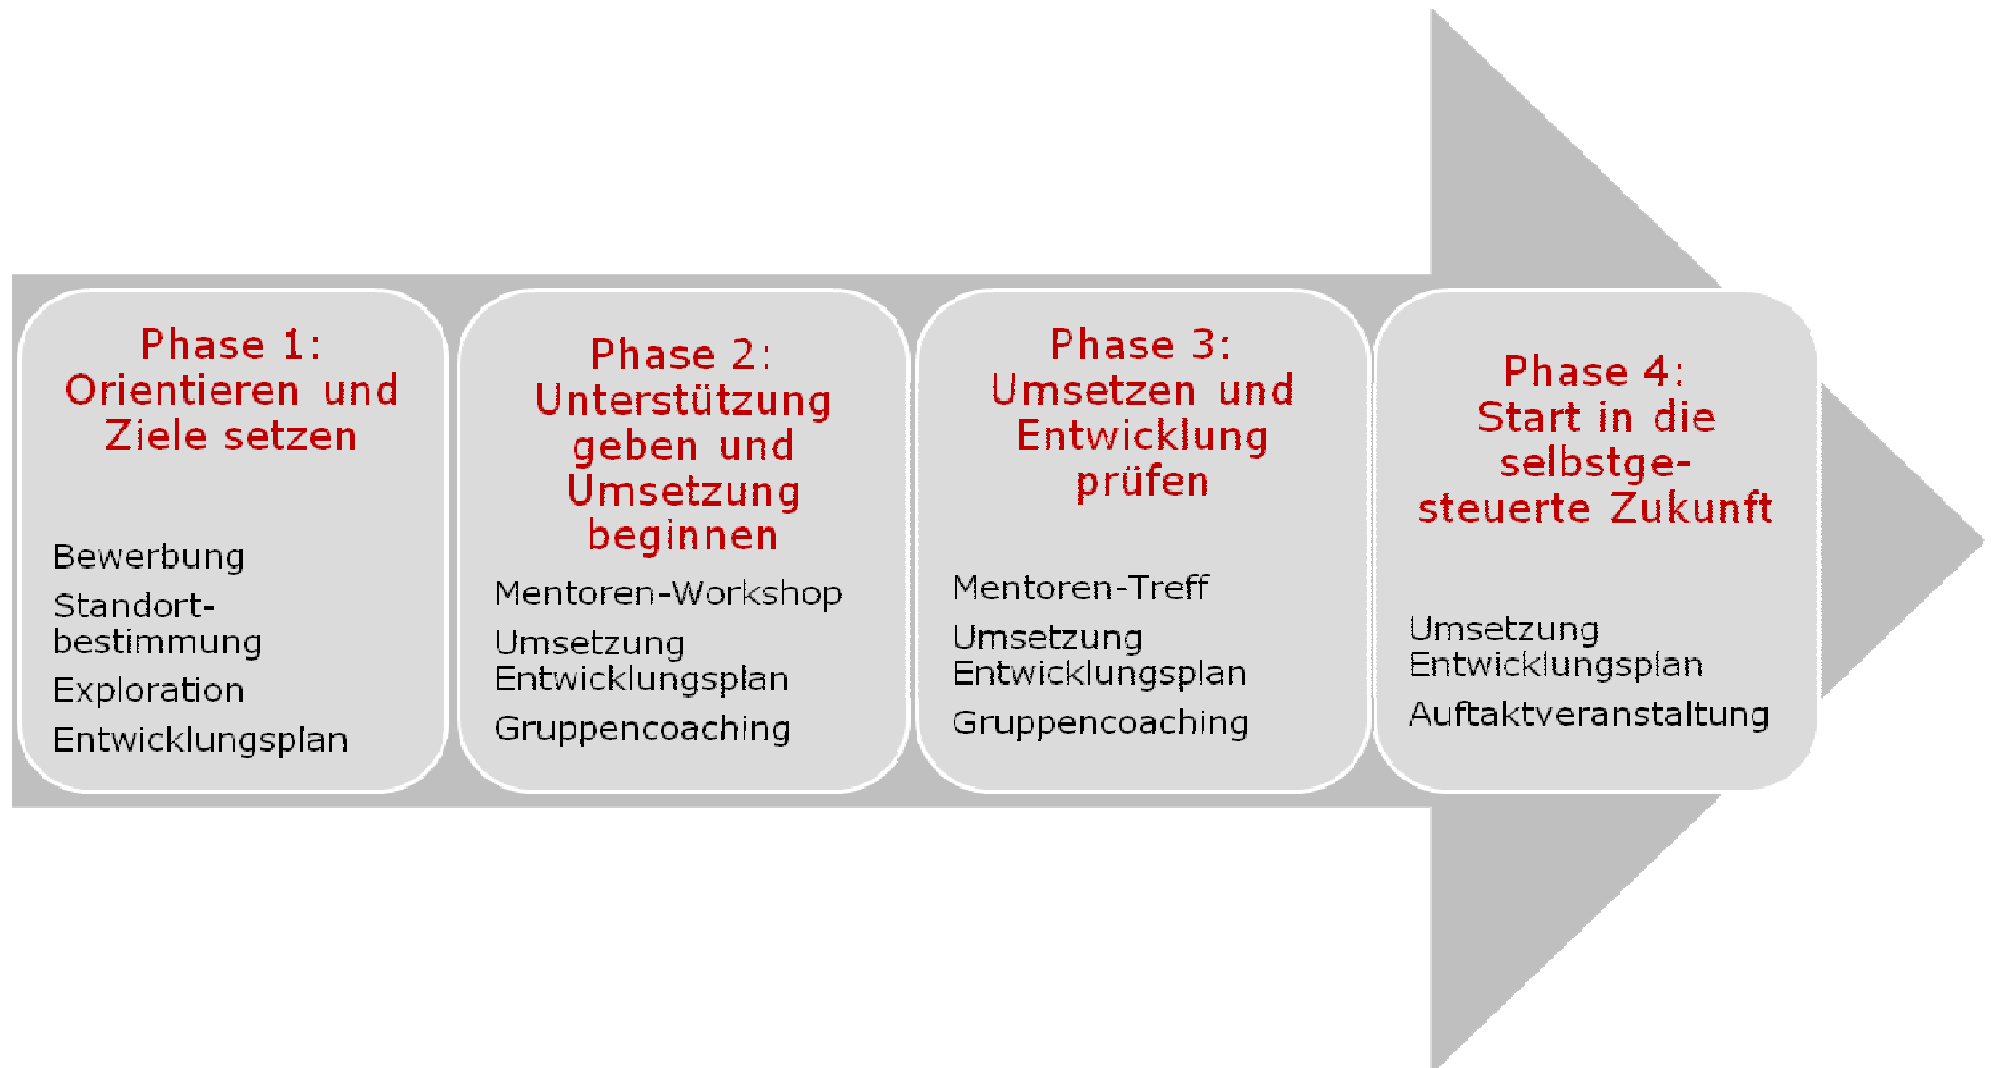 Phase 1:
Orientieren und
Ziele setzen
Bewerbung
Standort-
bestimmung
Exploration
Entwicklungsplan
Phase 2:
Unterstützung
geben und
Umsetzung
beginnen
Mentoren-Workshop
Umsetzung
Entwicklungsplan
Gruppencoaching
Phase 3:
Umsetzen und
Entwicklung
prüfen
Mentoren-Treff
Umsetzung
Entwicklungsplan
Gruppencoaching
Phase 4:
Start in die
selbstge-
steuerte Zukunft
Umsetzung
Entwicklungsplan
Auftaktveranstaltung